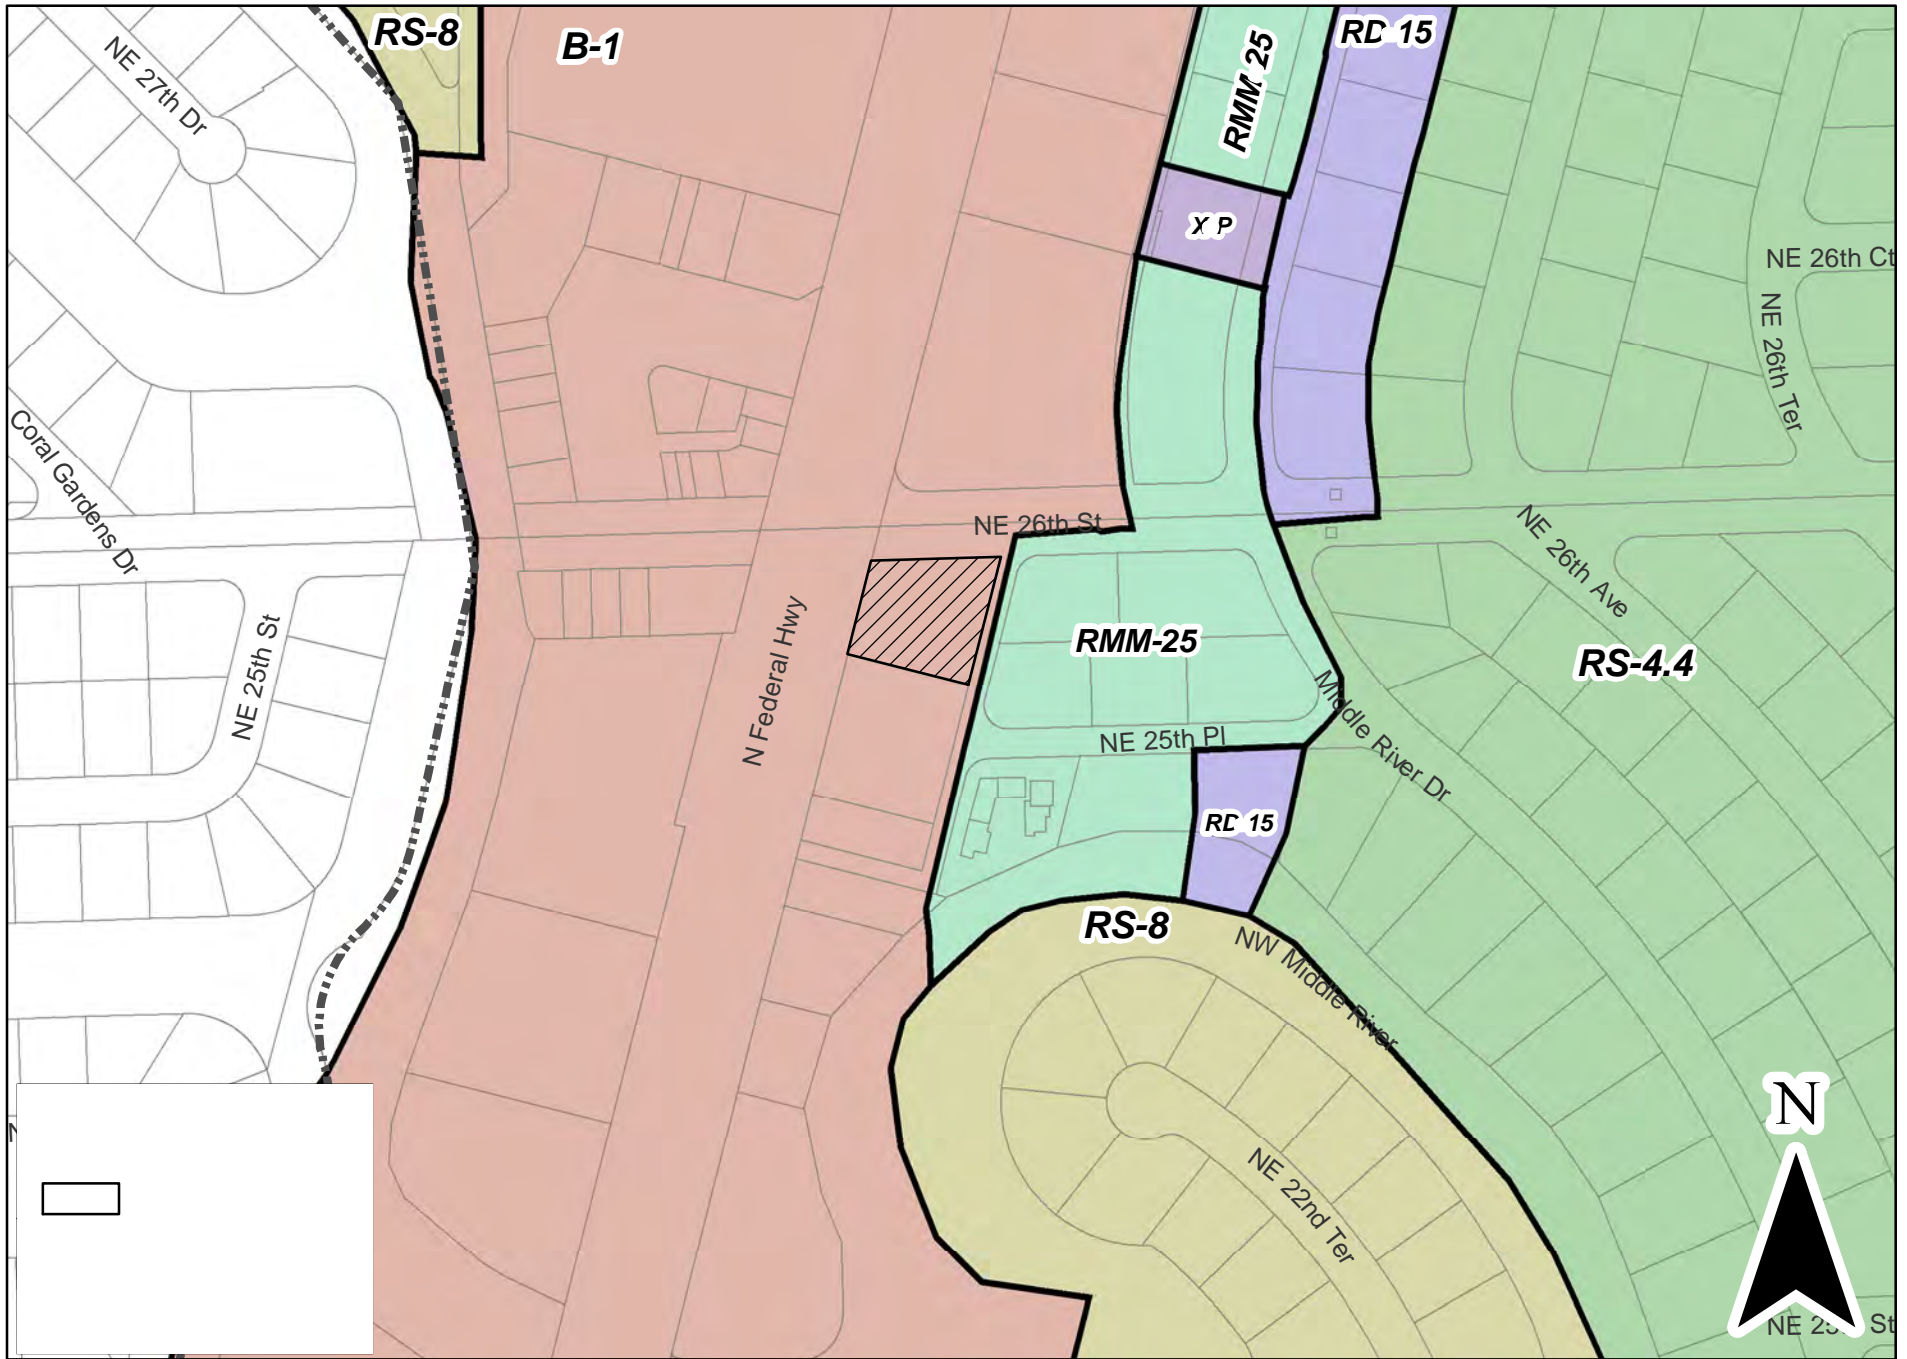 RS-8
B-1
RD 15
RMM 25
NE 27th Dr
X P
NE 26th Ct
NE 26th Ter
Coral Gardens Dr
NE 26th St
NE 26th Ave
NE 25th St
N Federal Hwy
RMM-25
RS-4.4
Middle River Dr
NE 25th Pl
RD 15
RS-8
NW Middle River
N
NE 22nd Ter